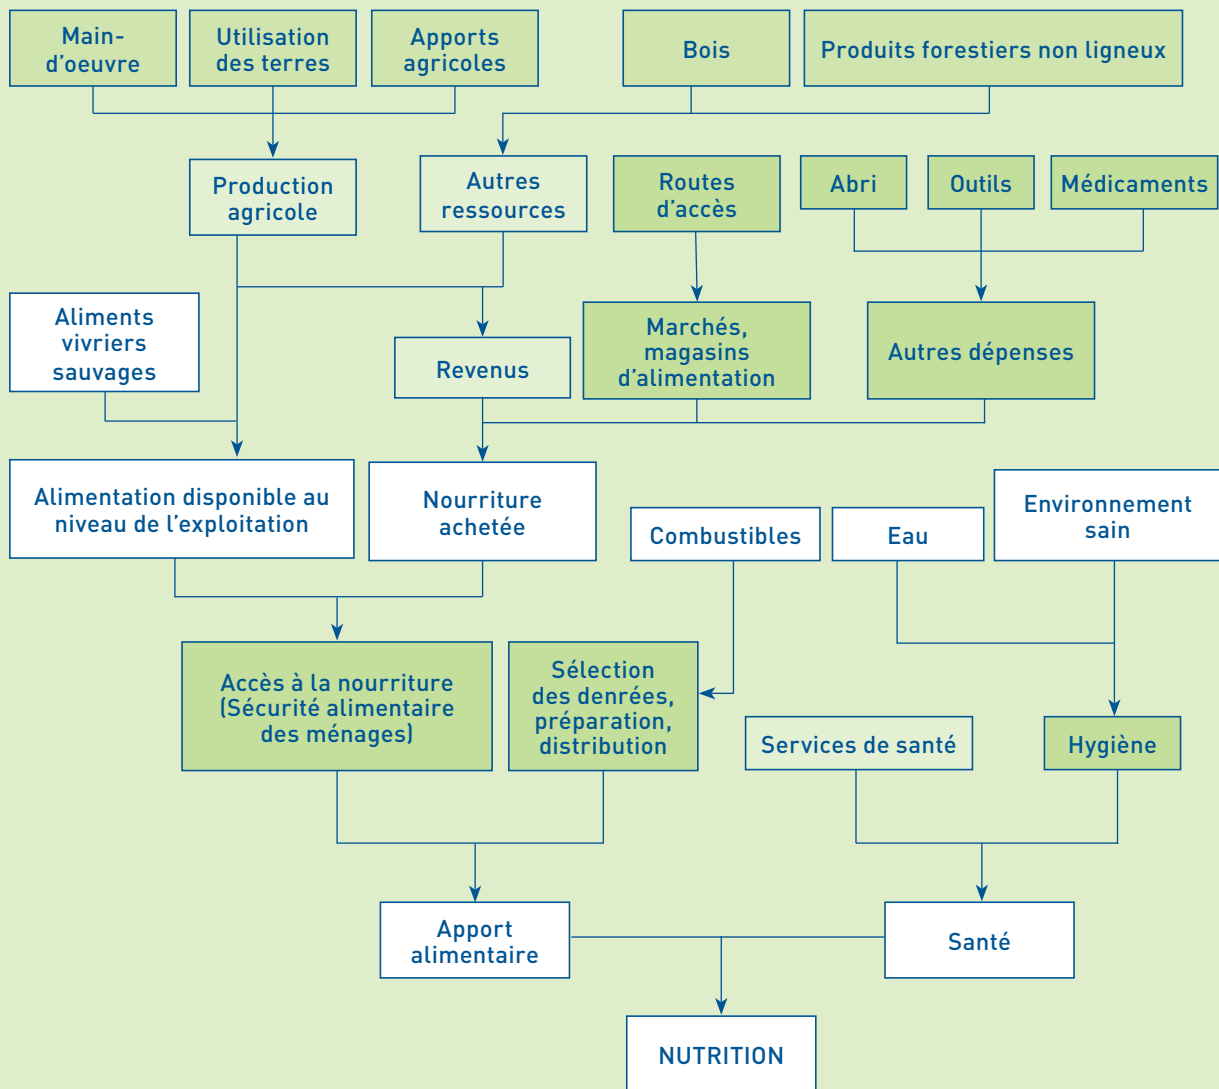 Main-
d'oeuvre
Utilisation
des terres
Apports
agricoles
Bois
Produits forestiers non ligneux
Production
agricole
Autres
ressources
Routes
d'accès
Abri
Outils
Médicaments
Aliments
vivriers
sauvages
Revenus
Marchés,
magasins
d'alimentation
Autres dépenses
Alimentation disponible au
niveau de l'exploitation
Nourriture
achetée
Combustibles
Eau
Environnement
sain
Accès à la nourriture
(Sécurité alimentaire
des ménages)
Sélection
des denrées,
préparation,
distribution
Services de santé
Hygiène
Apport
alimentaire
Santé
NUTRITION